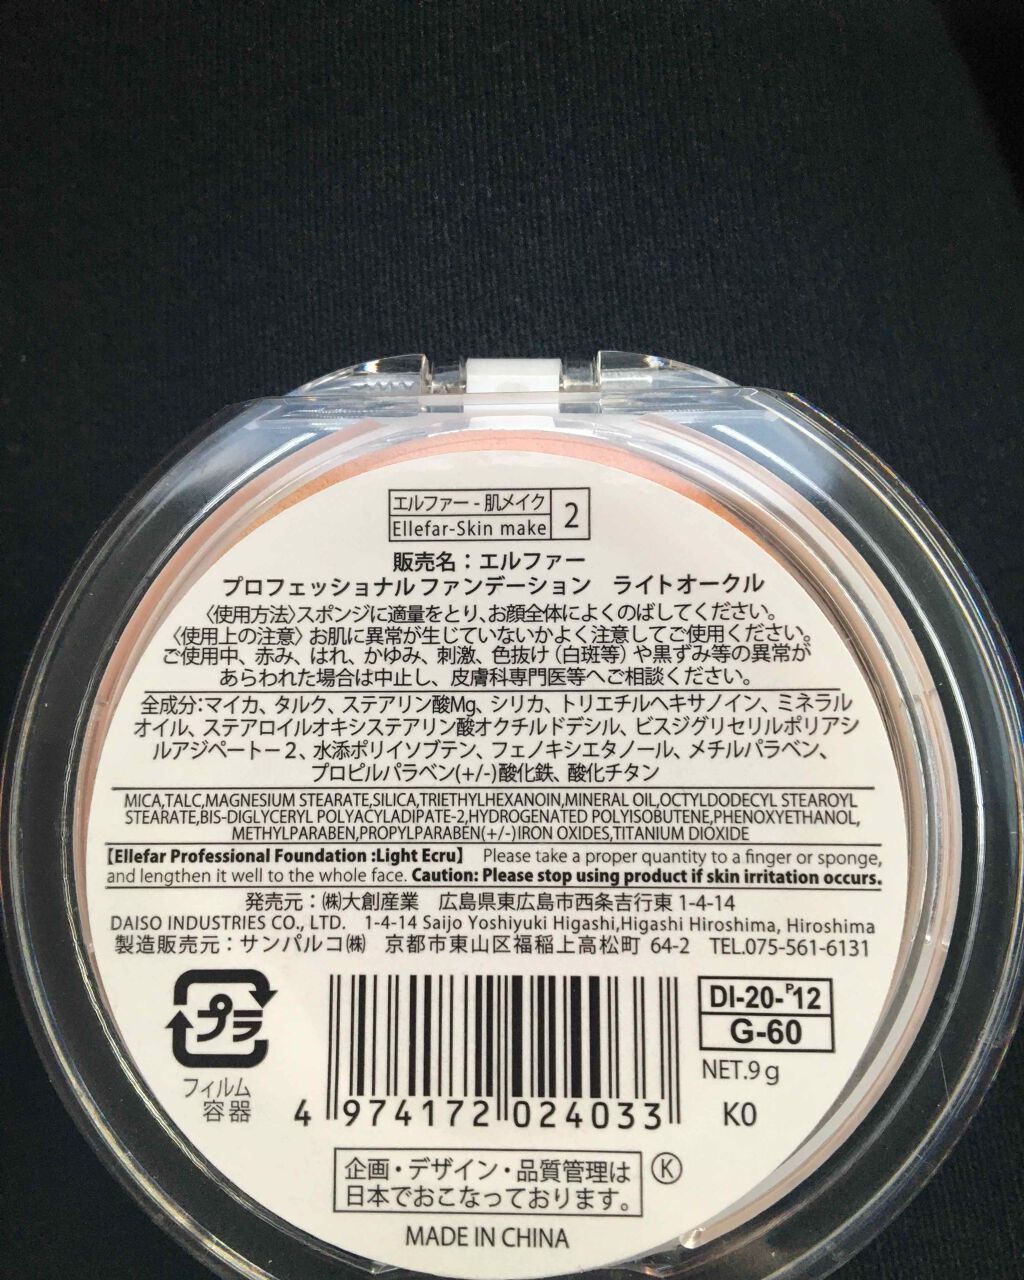 エルファー - 肌メイク
Ellefar-Skin make
2
販売名：エルファー
プロフェッショナルファンデーション ライトオークル
〈使用方法〉スポンジに適量をとり、お顔全体によくのばしてください。
〈使用上の注意〉お肌に異常が生じていないかよく注意してご使用ください。
ご使用中、赤み、はれ、かゆみ、刺激、色抜け（白斑等）や黒ずみ等の異常が
あらわれた場合は中止し、皮膚科専門医等へご相談ください。
全成分:マイカ、タルク、ステアリン酸Mg、シリカ、トリエチルヘキサノイン、ミネラル
オイル、ステアロイルオキシステアリン酸オクチルドデシル、ビスジグリセリルポリアシ
ルアジペートー2、水添ポリイソブテン、フェノキシエタノール、メチルパラベン、
プロピルパラベン(+/-)酸化鉄、酸化チタン
MICA,TALC,MAGNESIUM STEARATE,SILICA,TRIETHYLHEXANOIN,MINERAL OIL,OCTYLDODECYL STEAROYL
STEARATE,BIS-DIGLYCERYL POLYACYLADIPATE-2,HYDROGENATED POLYISOBUTENE,PHENOXYETHANOL,
METHYLPARABEN,PROPYLPARABEN(+/-)IRON OXIDES,TITANIUM DIOXIDE
【Ellefar Professional Foundation :Light Ecru】 Please take a proper quantity to a finger or sponge,
and lengthen it well to the whole face. Caution: Please stop using product if skin irritation occurs.
発売元：㈱大創産業 広島県東広島市西条吉行東 1-4-14
DAISO INDUSTRIES CO., LTD. 1-4-14 Saijo Yoshiyuki Higashi,Higashi Hiroshima, Hiroshima
製造販売元：サンパルコ㈱ 京都市東山区福稲上高松町 64-2 TEL.075-561-6131
プラ
フィルム
容器
4 974172 024033
DI-20-P12
G-60
NET.9g
K0
企画・デザイン・品質管理は
日本でおこなっております。
Ⓚ
MADE IN CHINA